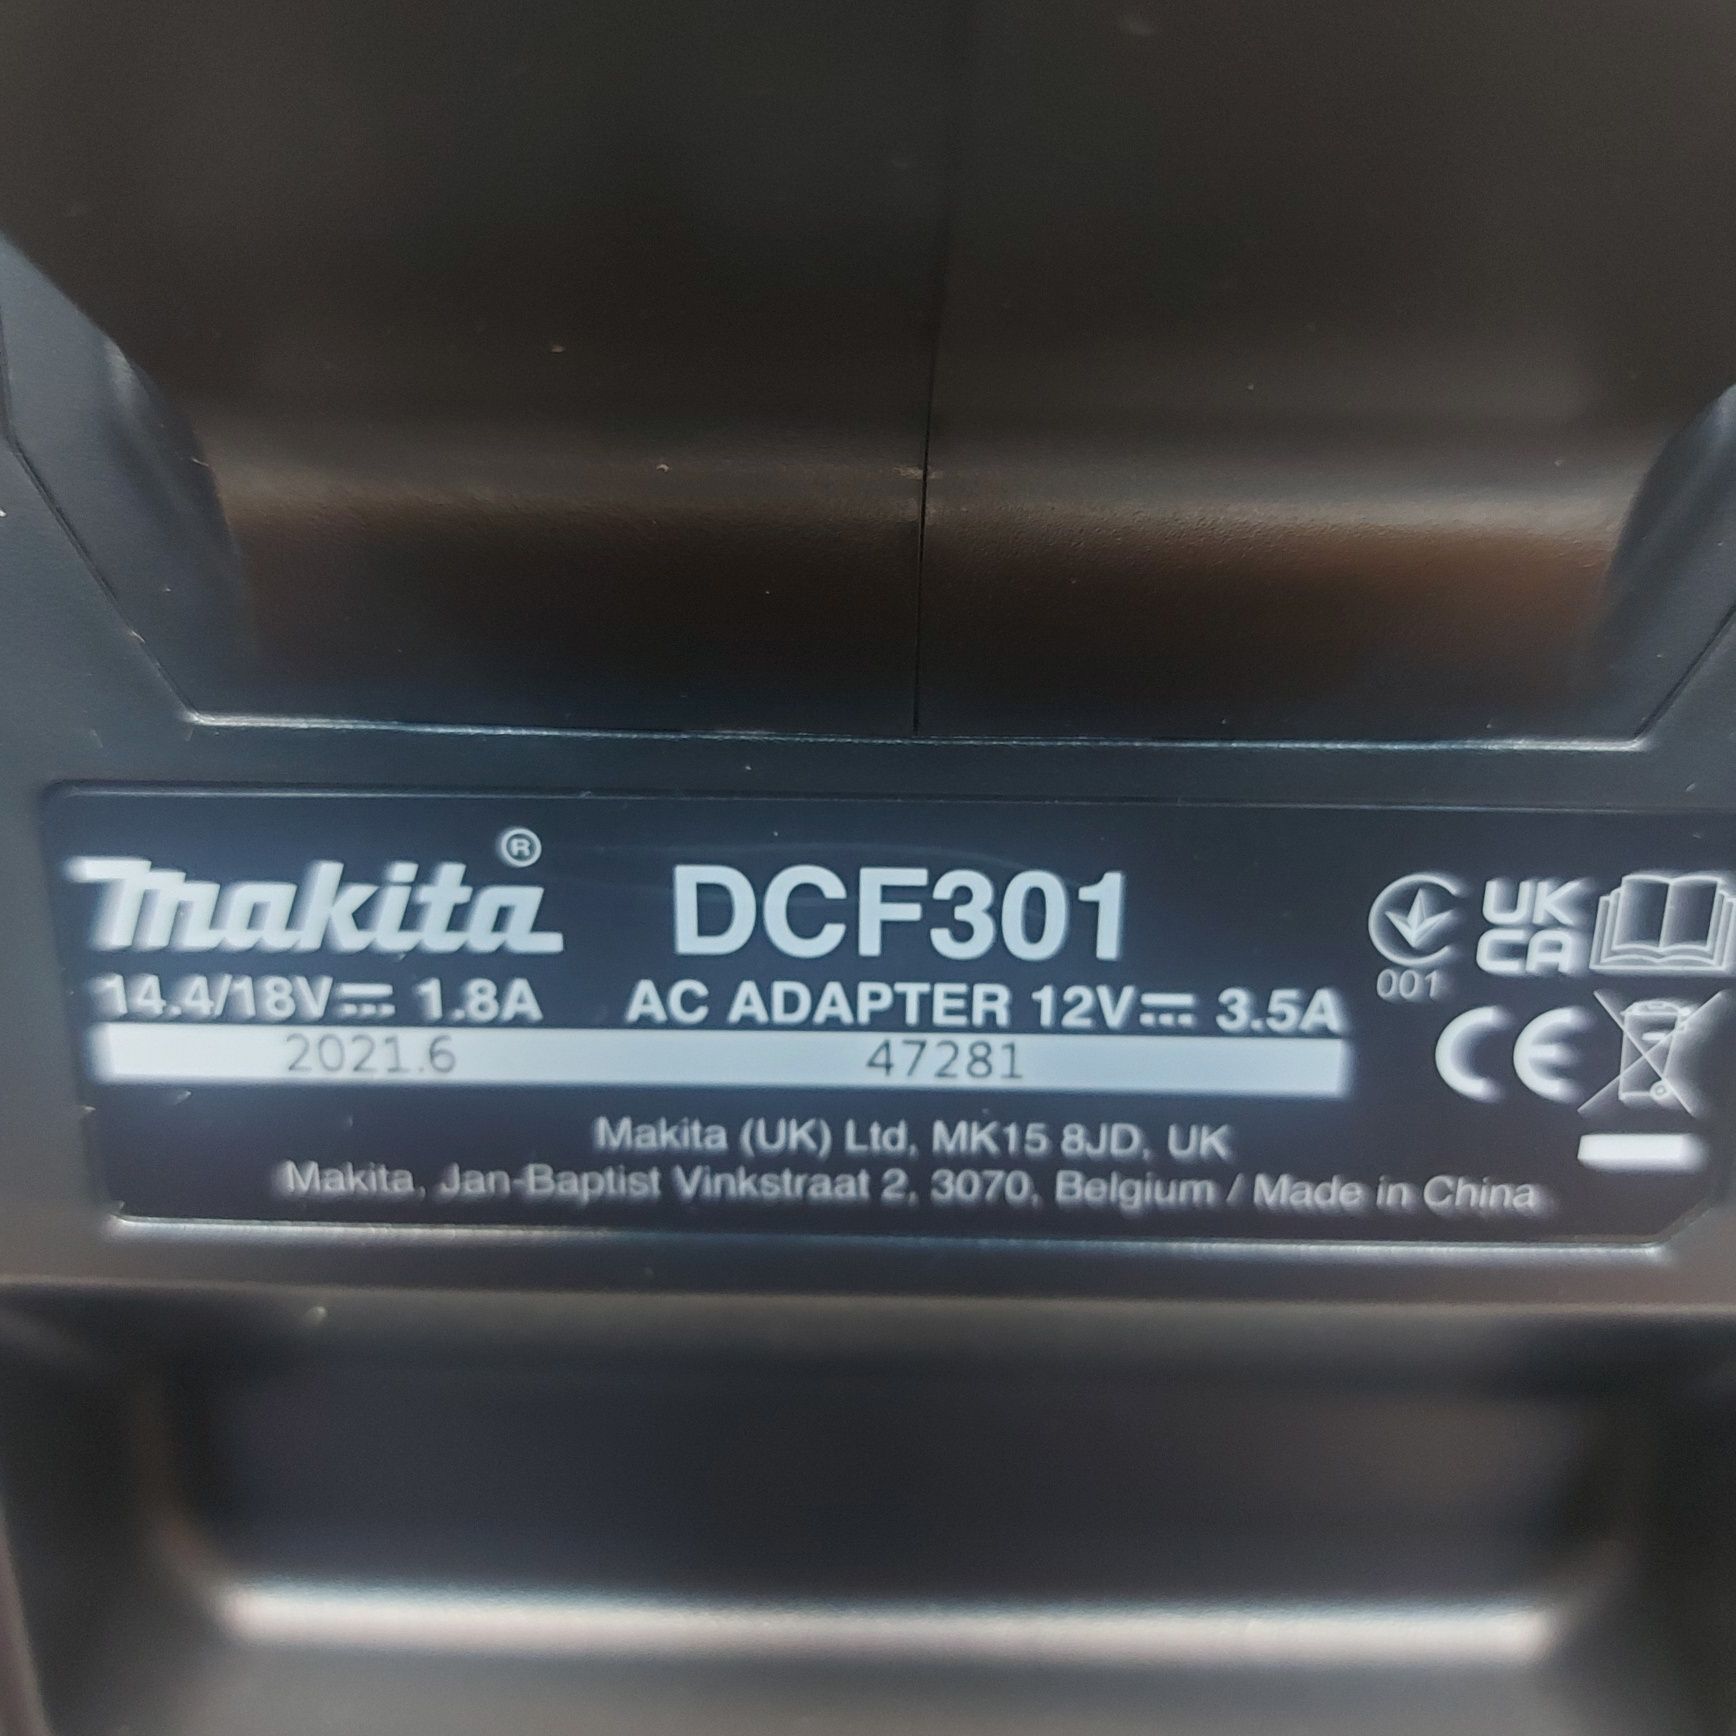 makita® DCF301
14.4/18V⎓ 1.8A AC ADAPTER 12V⎓ 3.5A
2021.6 47281
Makita (UK) Ltd, MK15 8JD, UK
Makita, Jan-Baptist Vinkstraat 2, 3070, Belgium / Made in China
001
UK
CA
CE